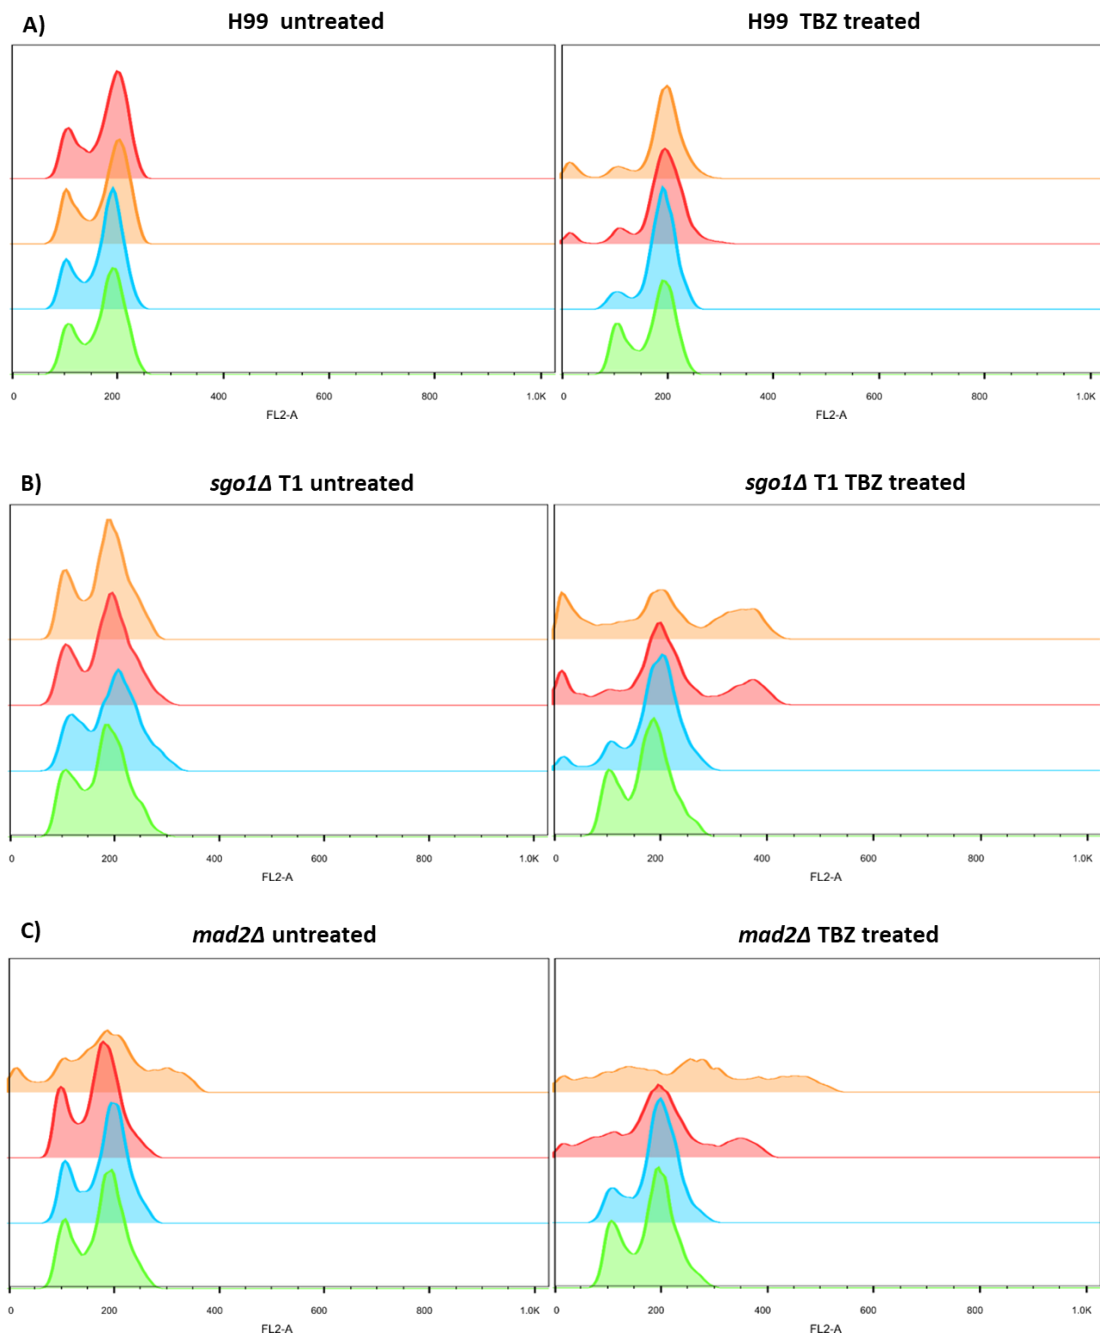 A)
H99 untreated
H99 TBZ treated
0 200 400 600 800 1.0K
FL2-A
0 200 400 600 800 1.0K
FL2-A
B)
sgo1Δ T1 untreated
sgo1Δ T1 TBZ treated
0 200 400 600 800 1.0K
FL2-A
0 200 400 600 800 1.0K
FL2-A
C)
mad2Δ untreated
mad2Δ TBZ treated
0 200 400 600 800 1.0K
FL2-A
0 200 400 600 800 1.0K
FL2-A